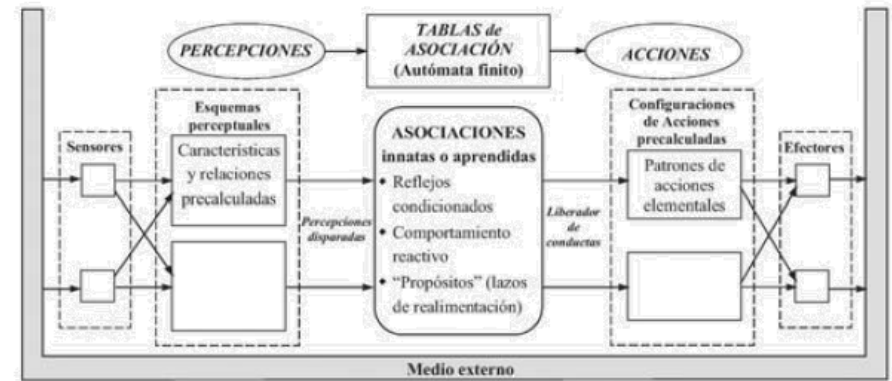 PERCEPCIONES
TABLAS de
ASOCIACIÓN
(Autómata finito)
ACCIONES
Sensores
Esquemas
perceptuales
Características
y relaciones
precalculadas
Percepciones
disparadas
ASOCIACIONES
innatas o aprendidas
• Reflejos
condicionados
• Comportamiento
reactivo
• “Propósitos” (lazos
de realimentación)
Liberador
de
conductas
Configuraciones
de Acciones
precalculadas
Patrones de
acciones
elementales
Efectores
Medio externo